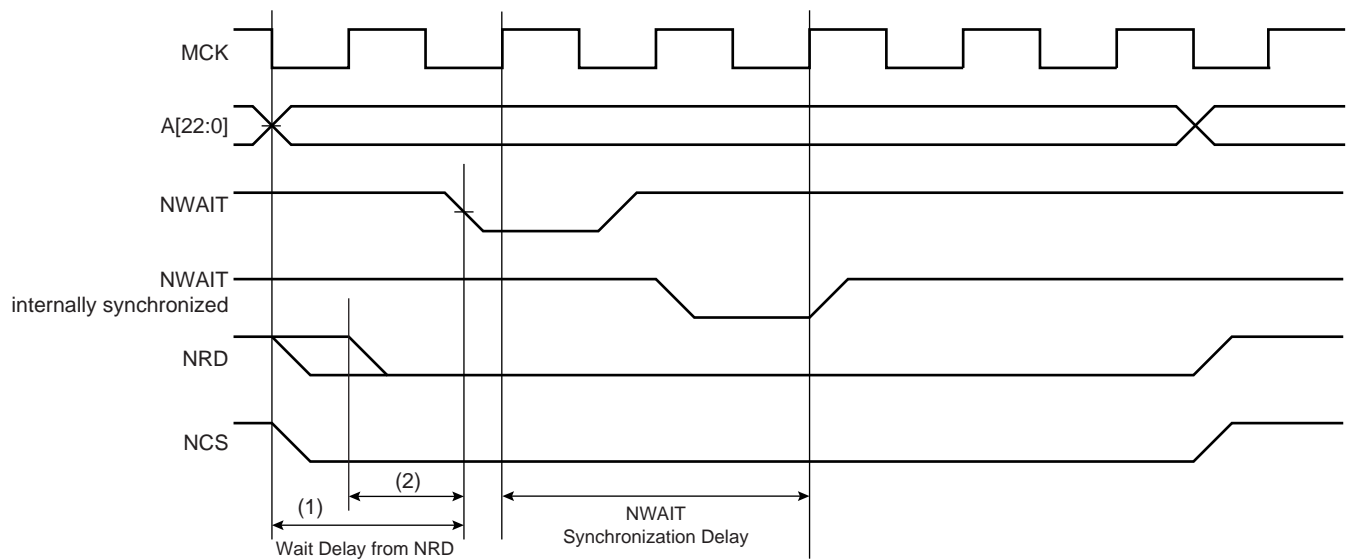 MCK
A[22:0]
NWAIT
NWAIT
internally synchronized
NRD
NCS
(2)
(1)
Wait Delay from NRD
NWAIT
Synchronization Delay